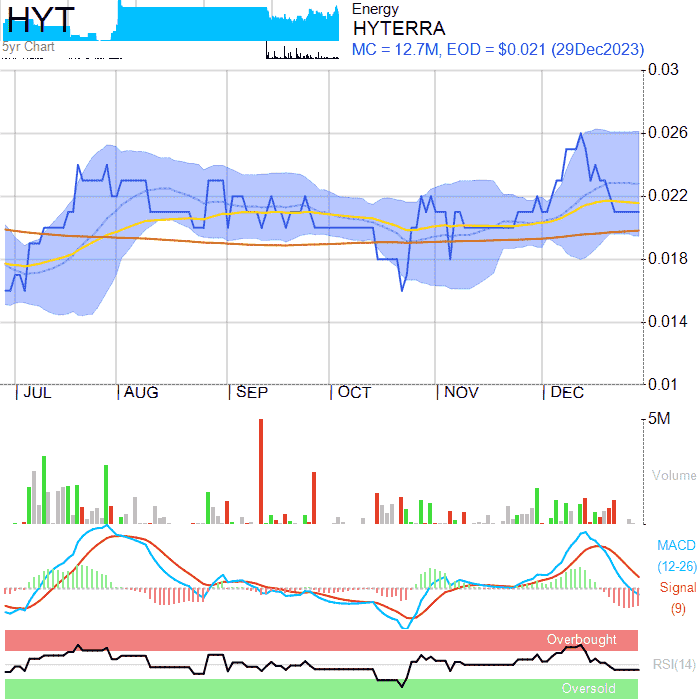 HYT
5yr Chart
Energy
HYTERRA
MC = 12.7M, EOD = $0.021 (29Dec2023)
0.03
0.026
0.022
0.018
0.014
0.01
JUL AUG SEP OCT NOV DEC
5M
Volume
MACD
(12-26)
Signal
(9)
Overbought
RSI(14)
Oversold